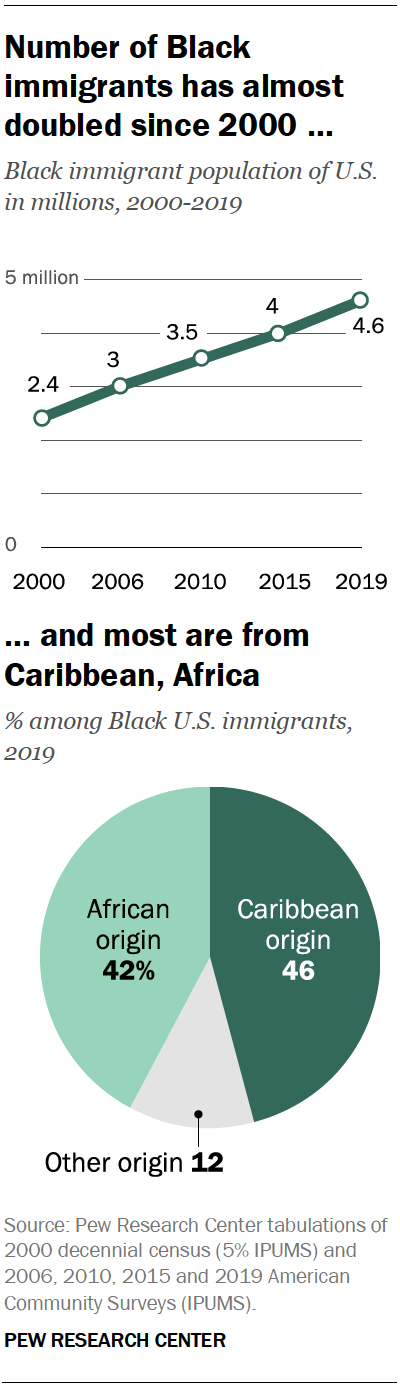 Number of Black
immigrants has almost
doubled since 2000 ...
Black immigrant population of U.S.
in millions, 2000-2019
5 million
2.4
3
3.5
4
4.6
0
2000 2006 2010 2015 2019
... and most are from
Caribbean, Africa
% among Black U.S. immigrants,
2019
African
origin
42%
Caribbean
origin
46
Other origin 12
Source: Pew Research Center tabulations of
2000 decennial census (5% IPUMS) and
2006, 2010, 2015 and 2019 American
Community Surveys (IPUMS).
PEW RESEARCH CENTER